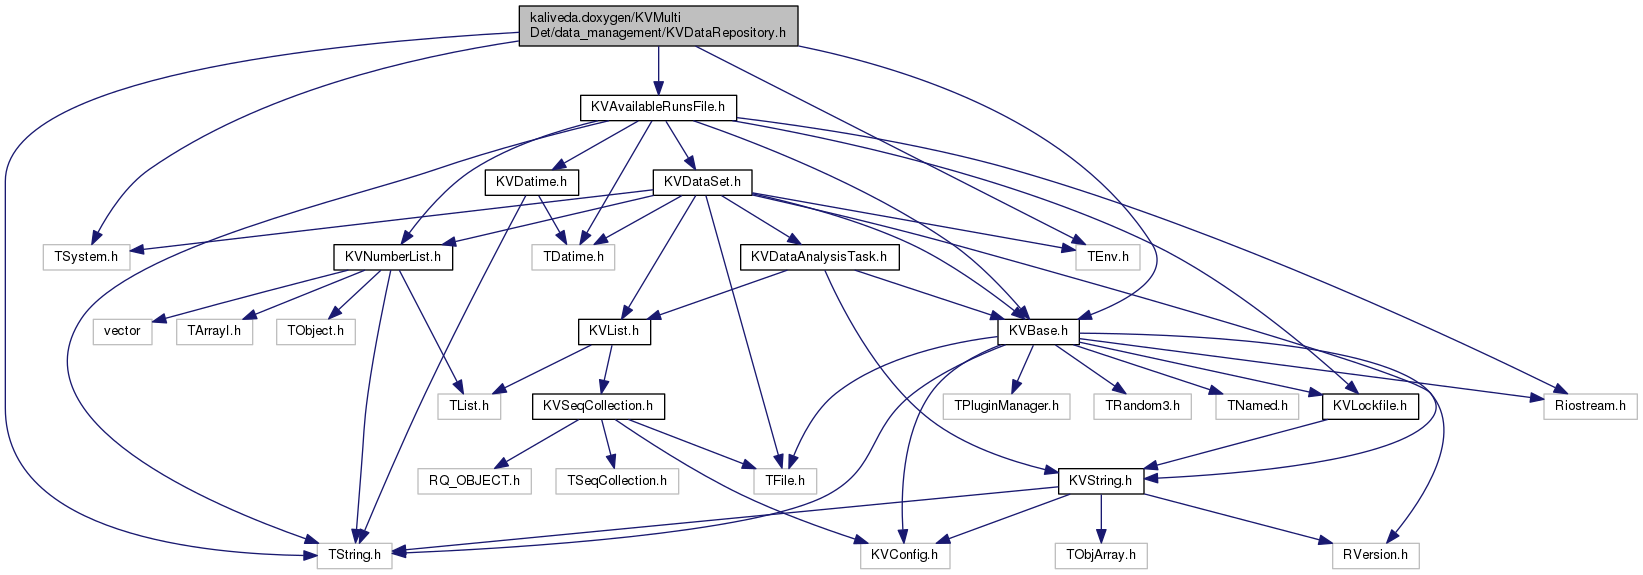 kaliveda.doxygen/KVMulti
Det/data_management/KVDataRepository.h
KVAvailableRunsFile.h
KVDatime.h
KVDataSet.h
TSystem.h
KVNumberList.h
TDatime.h
KVDataAnalysisTask.h
TEnv.h
vector
TArrayI.h
TObject.h
KVList.h
KVBase.h
TList.h
KVSeqCollection.h
TPluginManager.h
TRandom3.h
TNamed.h
KVLockfile.h
Riostream.h
RQ_OBJECT.h
TSeqCollection.h
TFile.h
KVString.h
TString.h
KVConfig.h
TObjArray.h
RVersion.h